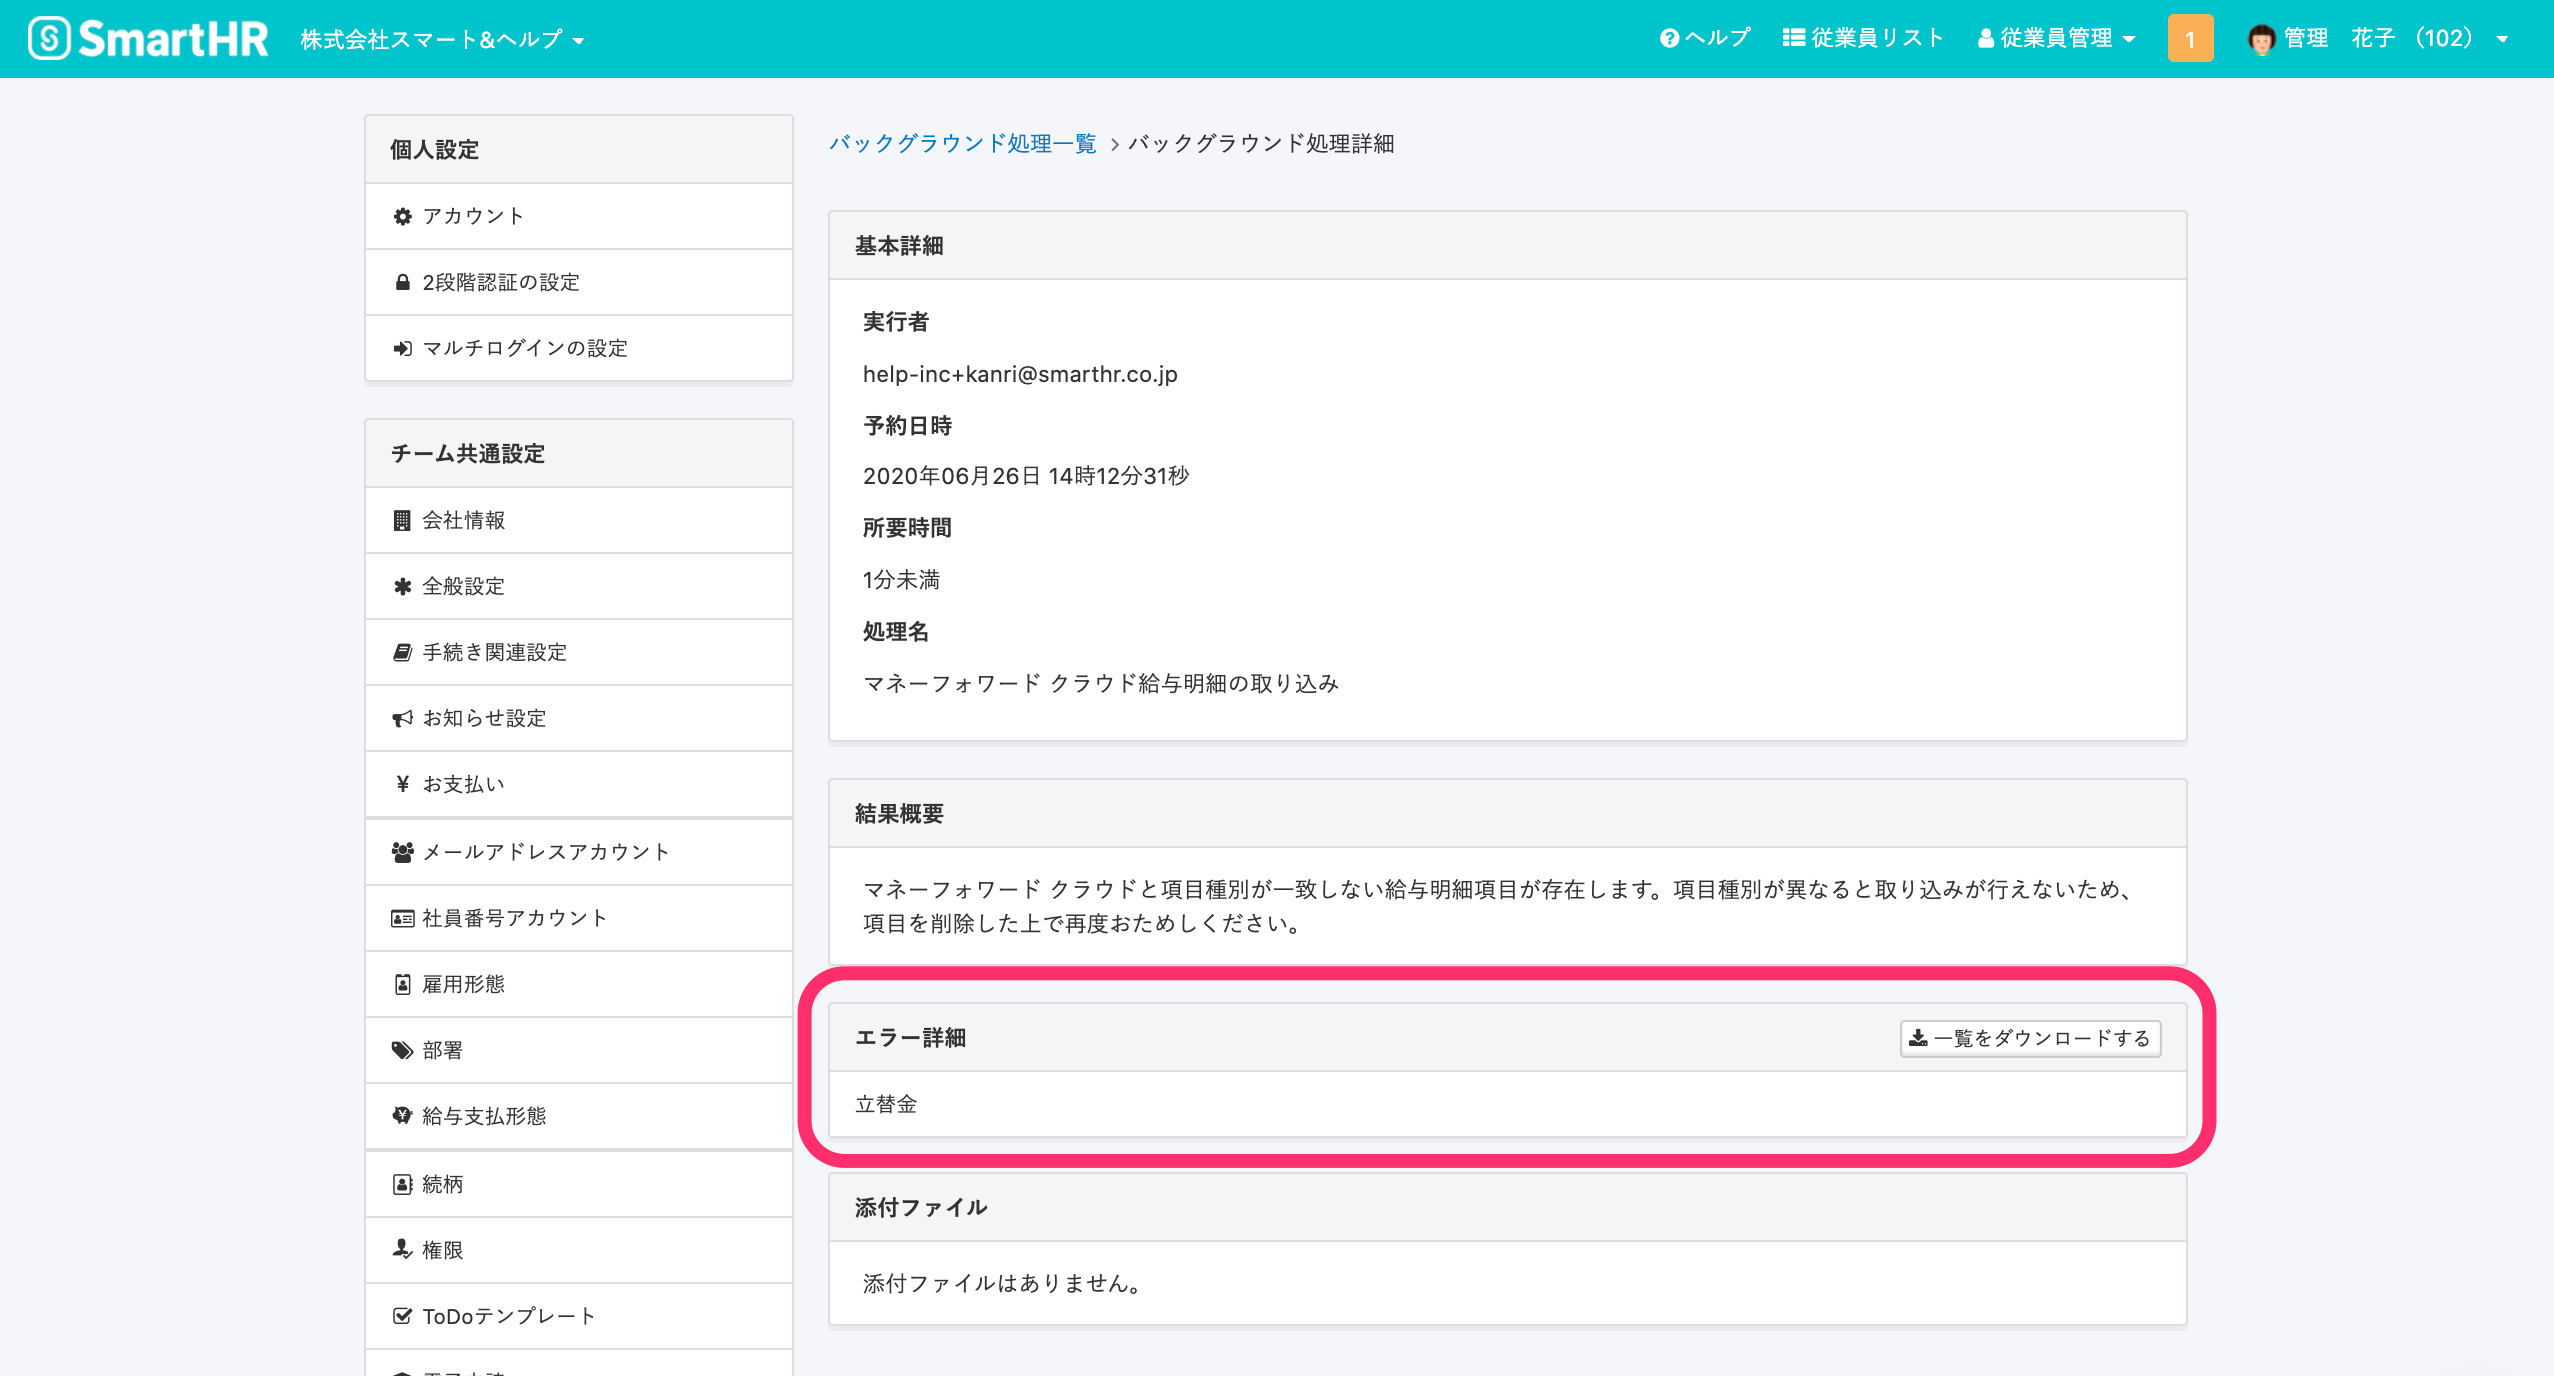 SmartHR
株式会社スマート&ヘルプ
ヘルプ
従業員リスト
従業員管理
1
管理 花子 （102）
個人設定
アカウント
2段階認証の設定
マルチログインの設定
チーム共通設定
会社情報
全般設定
手続き関連設定
お知らせ設定
お支払い
メールアドレスアカウント
社員番号アカウント
雇用形態
部署
給与支払形態
続柄
権限
ToDoテンプレート
バックグラウンド処理一覧 › バックグラウンド処理詳細
基本詳細
実行者
help-inc+kanri@smarthr.co.jp
予約日時
2020年06月26日 14時12分31秒
所要時間
1分未満
処理名
マネーフォワード クラウド給与明細の取り込み
結果概要
マネーフォワード クラウドと項目種別が一致しない給与明細項目が存在します。項目種別が異なると取り込みが行えないため、
項目を削除した上で再度おためしください。
エラー詳細
一覧をダウンロードする
立替金
添付ファイル
添付ファイルはありません。